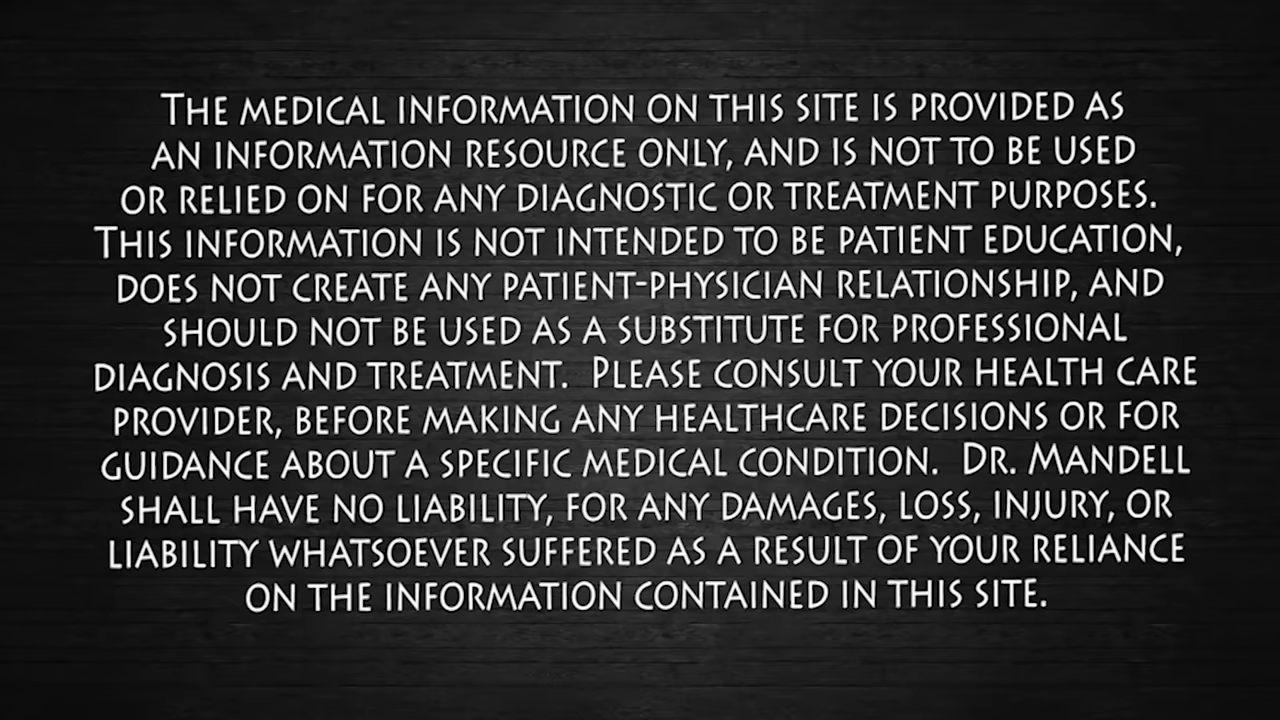 THE MEDICAL INFORMATION ON THIS SITE IS PROVIDED AS
AN INFORMATION RESOURCE ONLY, AND IS NOT TO BE USED
OR RELIED ON FOR ANY DIAGNOSTIC OR TREATMENT PURPOSES.
THIS INFORMATION IS NOT INTENDED TO BE PATIENT EDUCATION,
DOES NOT CREATE ANY PATIENT-PHYSICIAN RELATIONSHIP, AND
SHOULD NOT BE USED AS A SUBSTITUTE FOR PROFESSIONAL
DIAGNOSIS AND TREATMENT.  PLEASE CONSULT YOUR HEALTH CARE
PROVIDER, BEFORE MAKING ANY HEALTHCARE DECISIONS OR FOR
GUIDANCE ABOUT A SPECIFIC MEDICAL CONDITION.  DR. MANDELL
SHALL HAVE NO LIABILITY, FOR ANY DAMAGES, LOSS, INJURY, OR
LIABILITY WHATSOEVER SUFFERED AS A RESULT OF YOUR RELIANCE
ON THE INFORMATION CONTAINED IN THIS SITE.